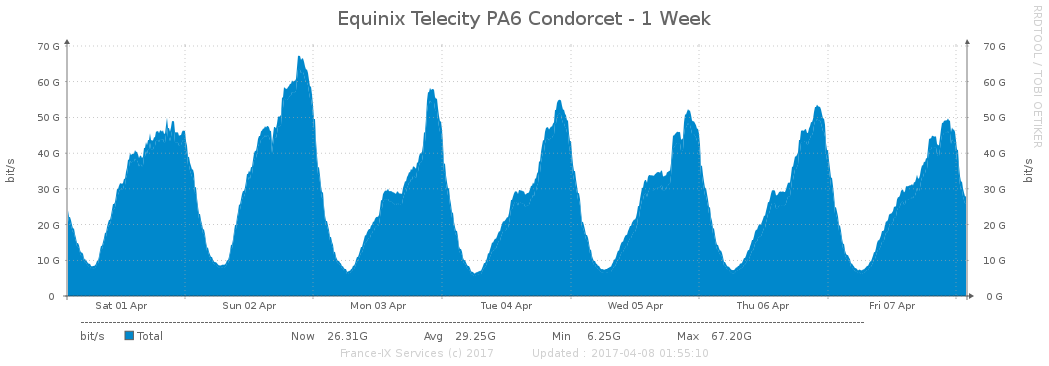 Equinix Telecity PA6 Condorcet - 1 Week
RRDTOOL / TOBI OETIKER
70 G 70 G
60 G 60 G
50 G 50 G
40 G 40 G
30 G 30 G
20 G 20 G
10 G 10 G
0 0 G
bit/s
bit/s
Sat 01 Apr Sun 02 Apr Mon 03 Apr Tue 04 Apr Wed 05 Apr Thu 06 Apr Fri 07 Apr
bit/s Total Now 26.31G Avg 29.25G Min 6.25G Max 67.20G
France-IX Services (c) 2017 Updated : 2017-04-08 01:55:10